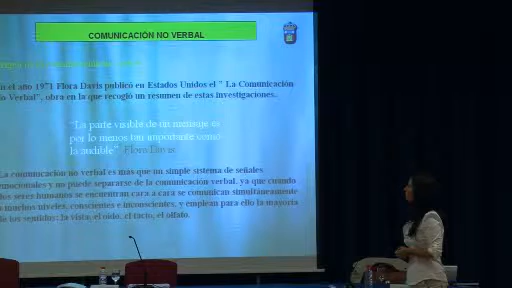 COMUNICACIÓN NO VERBAL
n el año 1971 Flora Davis publicó en Estados Unidos el " La Comunicación
No Verbal", obra en la que recogió un resumen de estas investigaciones.
"La parte visible de un mensaje es
por lo menos tan importante como
la audible" Flora Davis
La comunicación no verbal es más que un simple sistema de señales
emocionales y no puede separarse de la comunicación verbal, ya que cuando
dos seres humanos se encuentran cara a cara se comunican simultáneamente
a muchos niveles, conscientes e inconscientes, y emplean para ello la mayoría
de los sentidos: la vista, el oído, el tacto, el olfato.